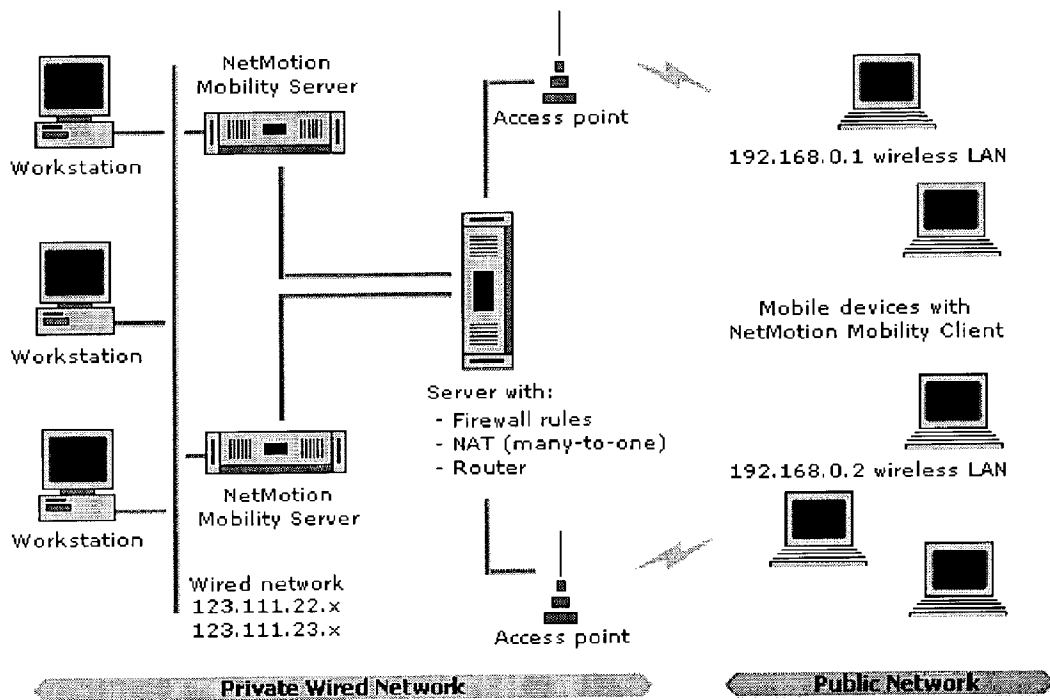 NetMotion
Mobility Server
Access point
Workstation
192.168.0.1 wireless LAN
Workstation
Mobile devices with
NetMotion Mobility Client
Server with:
- Firewall rules
- NAT (many-to-one)
- Router
192.168.0.2 wireless LAN
NetMotion
Mobility Server
Workstation
Wired network
123.111.22.x
123.111.23.x
Access point
Private Wired Network
Public Network